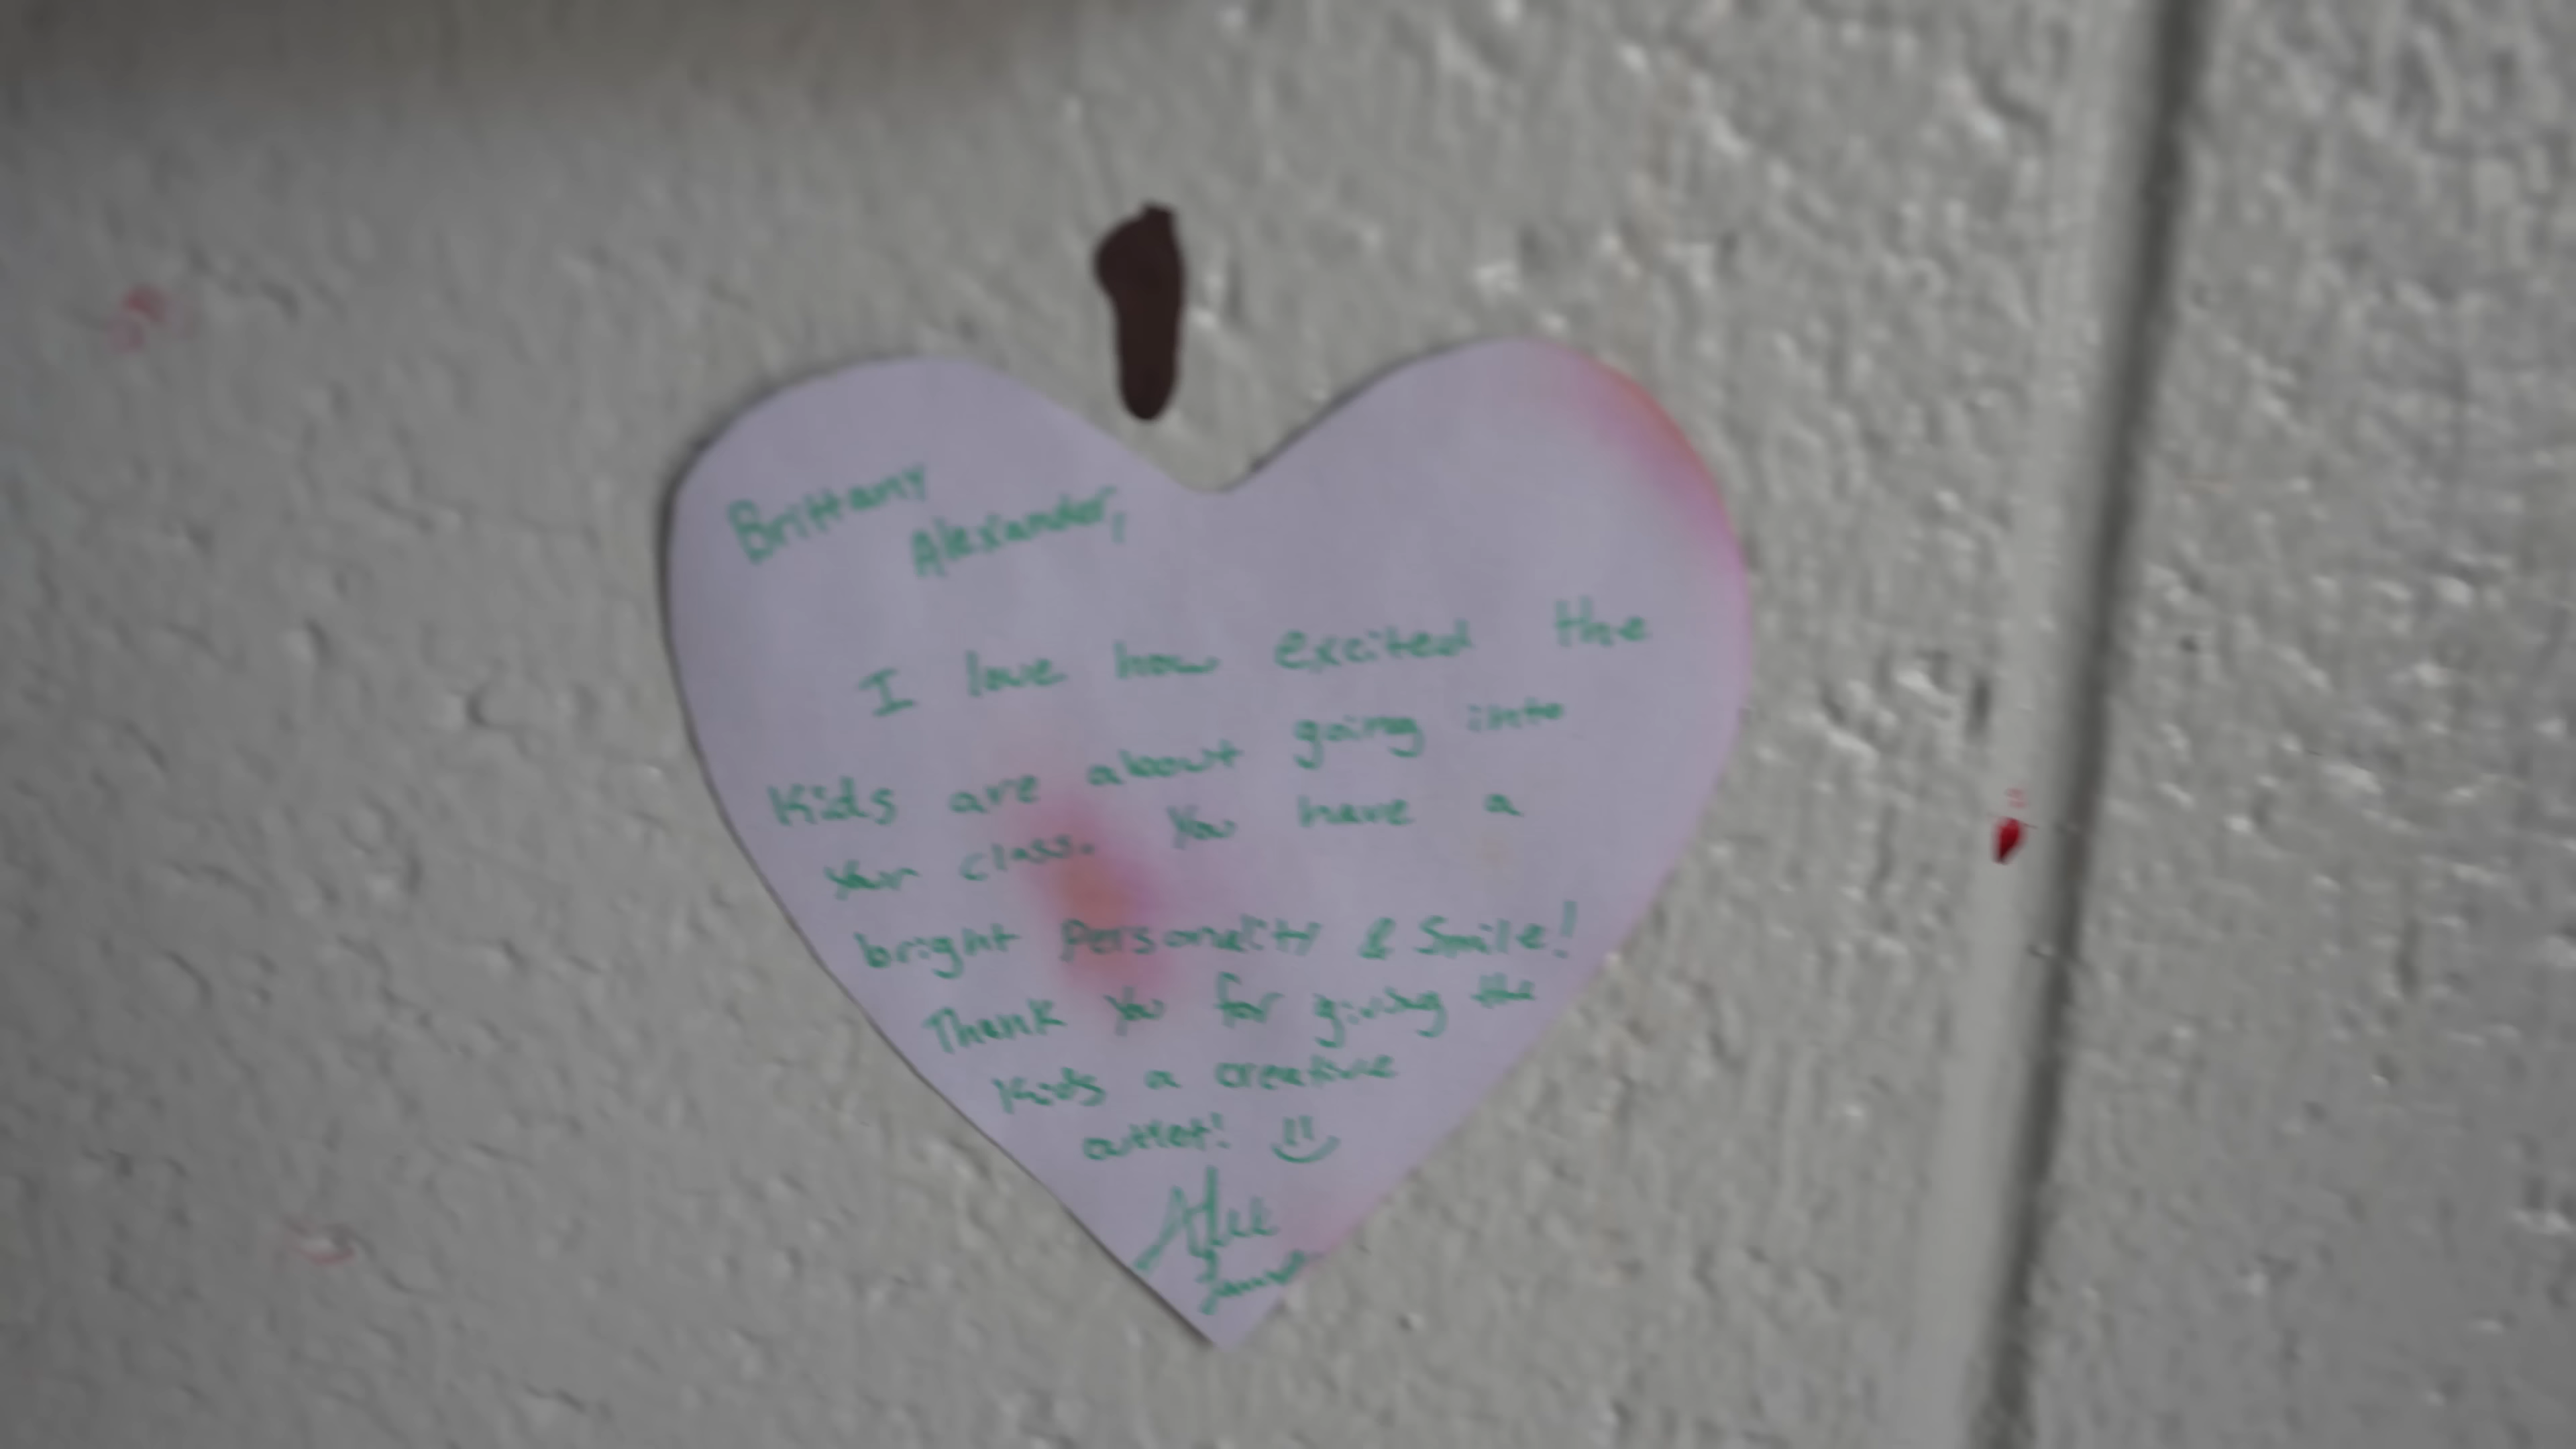 Brittany
Alexander,
I love how excited the
Kids are about going into
your class. You have a
bright Personality & Smile!
Thank you for giving the
Kids a creative
outlet!